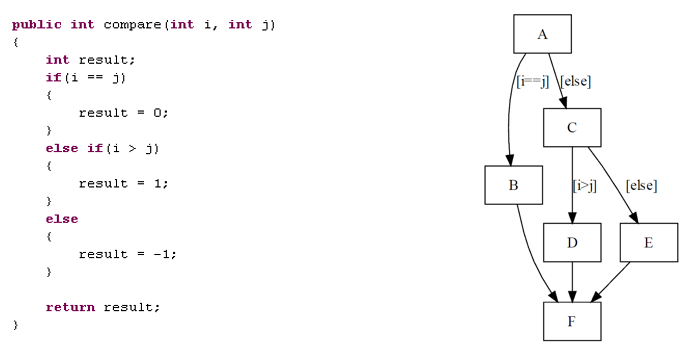 public int compare(int i, int j)
{
    int result;
    if(i == j)
    {
        result = 0;
    }
    else if(i > j)
    {
        result = 1;
    }
    else
    {
        result = -1;
    }

    return result;
}
A
[i==j] [else]
C
B [i>j] [else]
D E
F